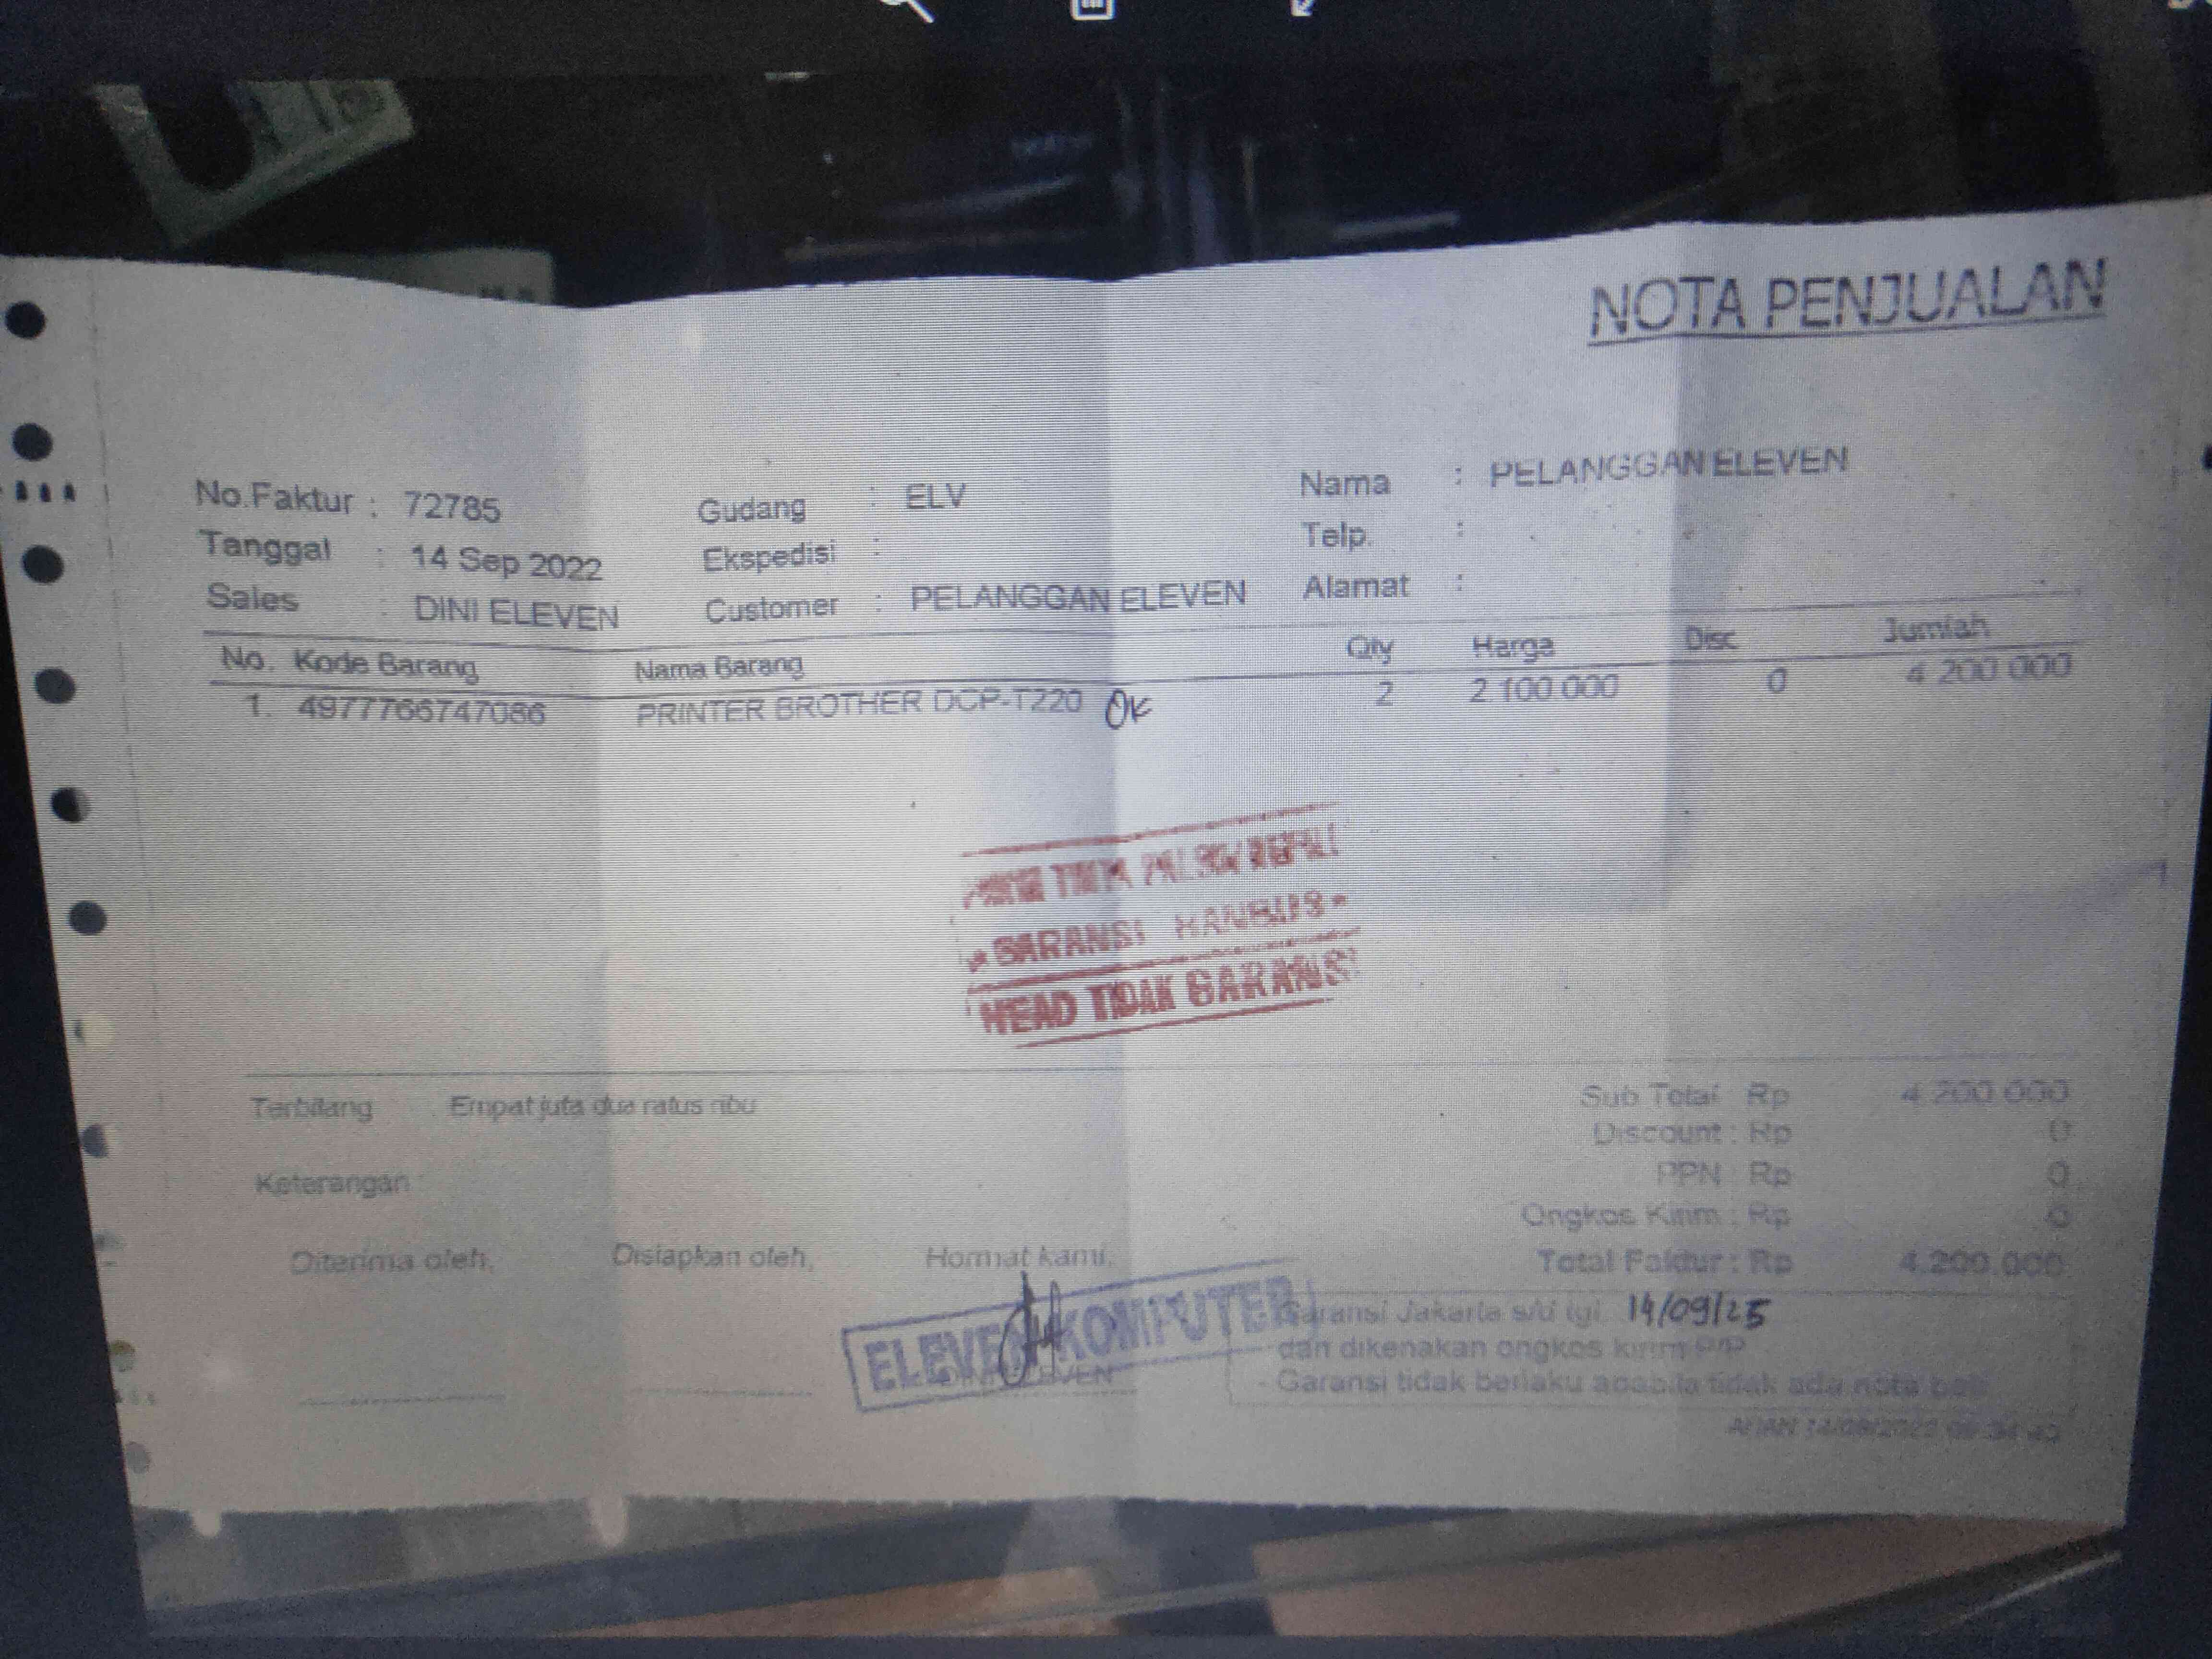 NOTA PENJUALAN
No.Faktur : 72785
Tanggal : 14 Sep 2022
Sales : DINI ELEVEN
Gudang : ELV
Ekspedisi :
Customer : PELANGGAN ELEVEN
Nama : PELANGGAN ELEVEN
Telp. :
Alamat :
No. Kode Barang Nama Barang Qty Harga Disc Jumlah
1. 4977766747086 PRINTER BROTHER DCP-T220 OK 2 2.100.000 0 4.200.000
TINTA
GARANSI HANGUS
HEAD TIDAK GARANSI
Terbilang Empat juta dua ratus ribu
Keterangan
Sub Total Rp 4.200.000
Discount : Rp 0
PPN Rp 0
Ongkos Kirim : Rp 0
Total Faktur : Rp 4.200.000
Diterima oleh, Disiapkan oleh, Hormat kami,
ELEVEN KOMPUTER
Garansi Jakarta s/d tgl. 14/09/25
dan dikenakan ongkos kirim P/P
- Garansi tidak berlaku apabila tidak ada nota beli